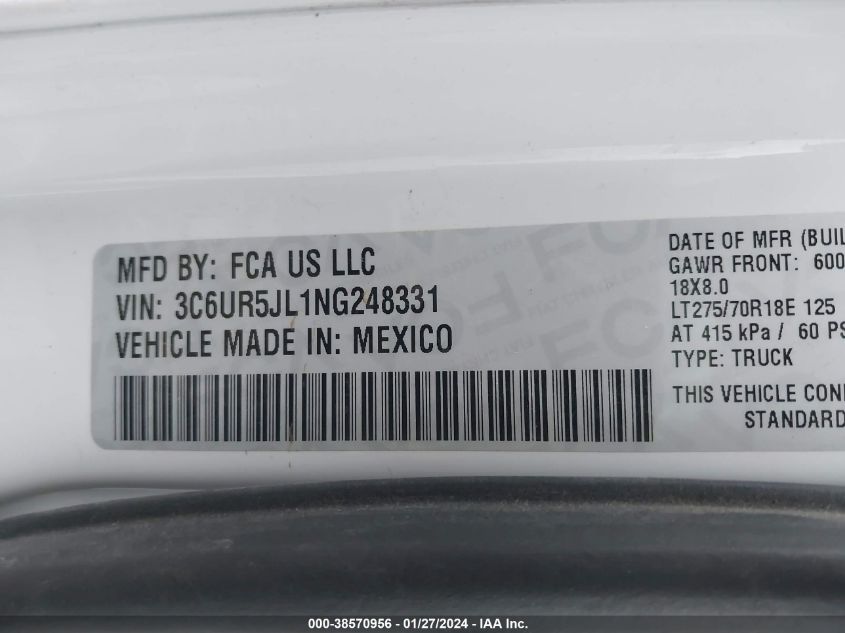 MFD BY: FCA US LLC
VIN: 3C6UR5JL1NG248331
VEHICLE MADE IN: MEXICO
DATE OF MFR (BUIL
GAWR FRONT: 600
18X8.0
LT275/70R18E 125
AT 415 kPa / 60 PS
TYPE: TRUCK
THIS VEHICLE CON
STANDARD
000-38570956 - 01/27/2024 - IAA Inc.